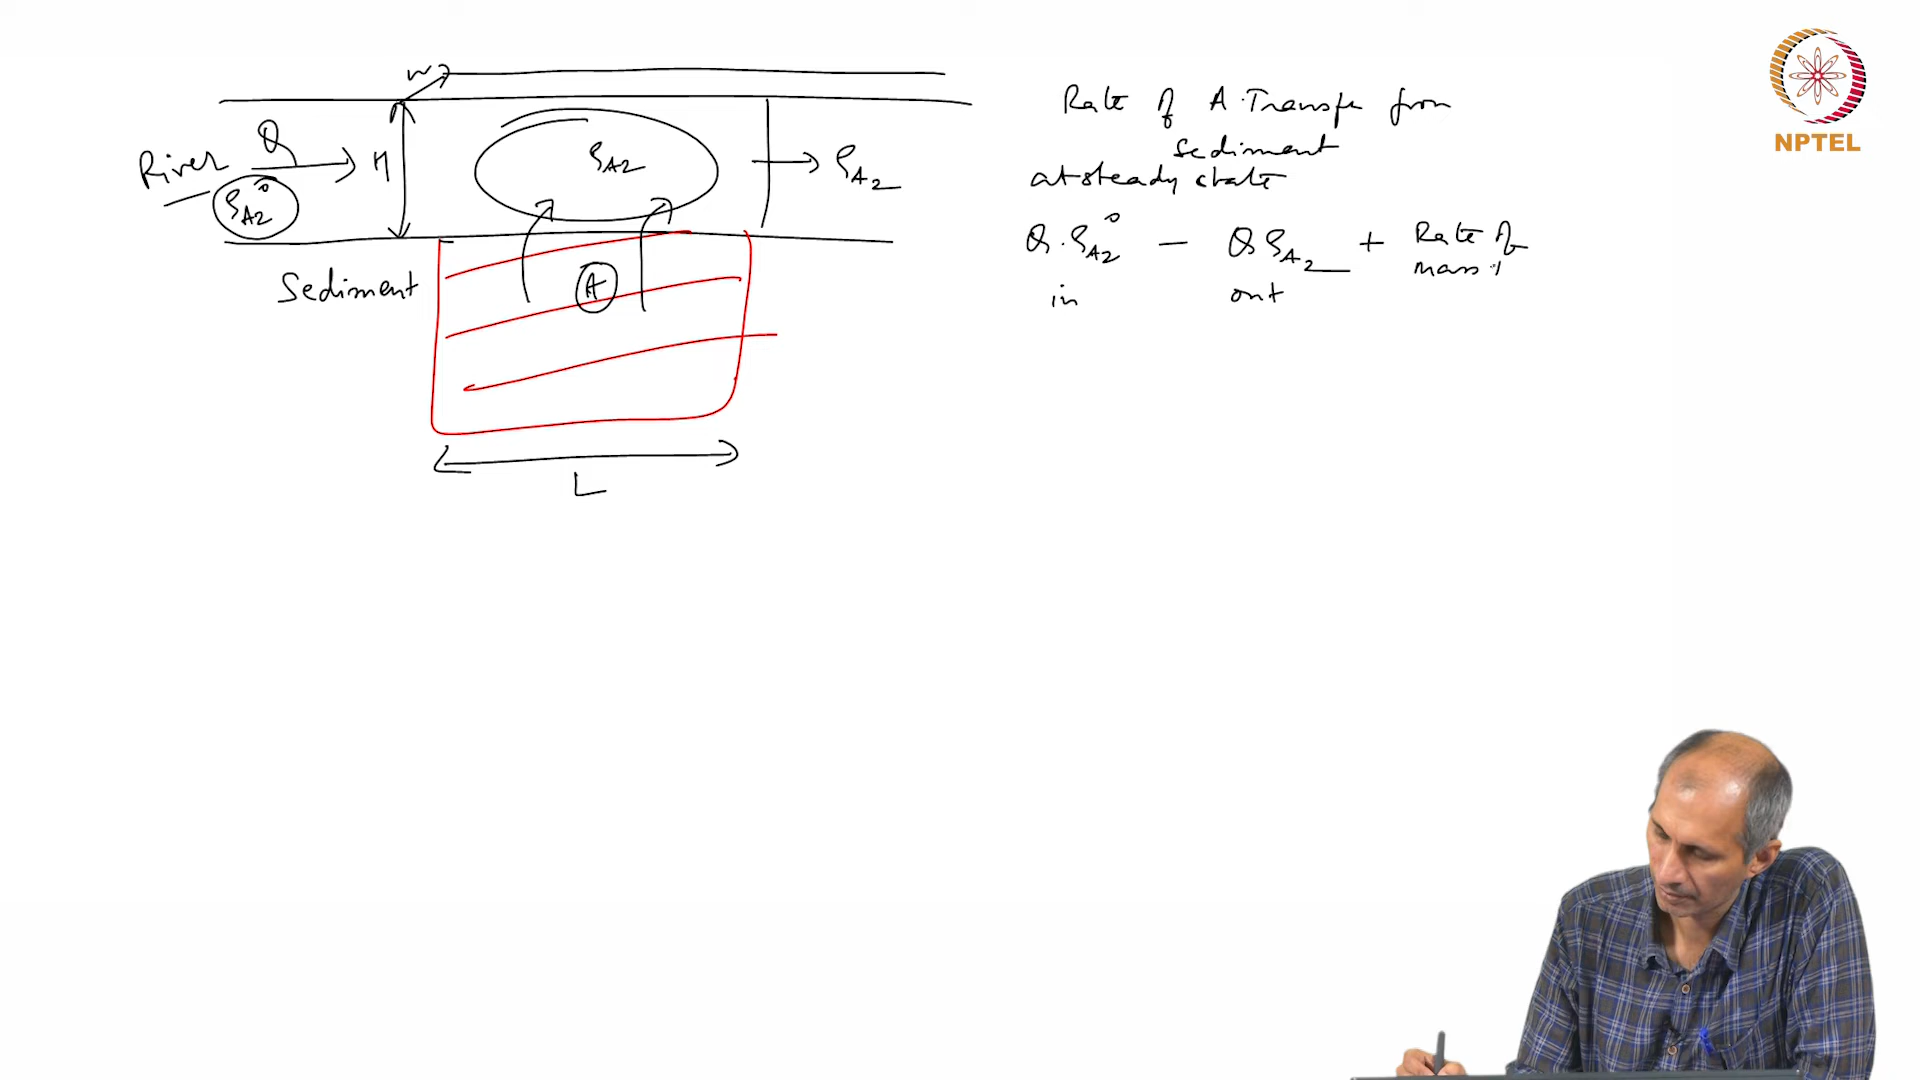 W
River
Q
H
ρA2°
ρA2
→ ρA2
Sediment
A
L
Rate of A Transfer from
sediment
at steady state
Q.ρA2° - QρA2 + Rate of
mass t
in
out
NPTEL